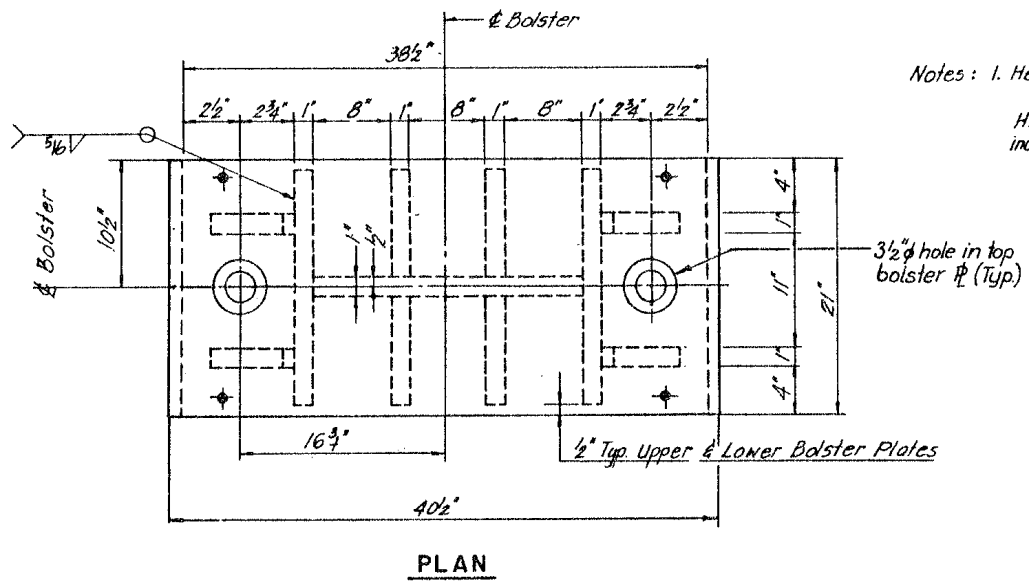 ℄ Bolster
38½"
Notes : 1. He
2½" 2¾" 1" 8" 1" 8" 1" 8" 1" 2¾" 2½"
H.
inc
5/16
℄ Bolster
10½"
1"
½"
4"
1"
11"
1"
4"
21"
3½"ϕ hole in top
bolster ℙ (Typ.)
½" Typ. Upper & Lower Bolster Plates
40½"
PLAN